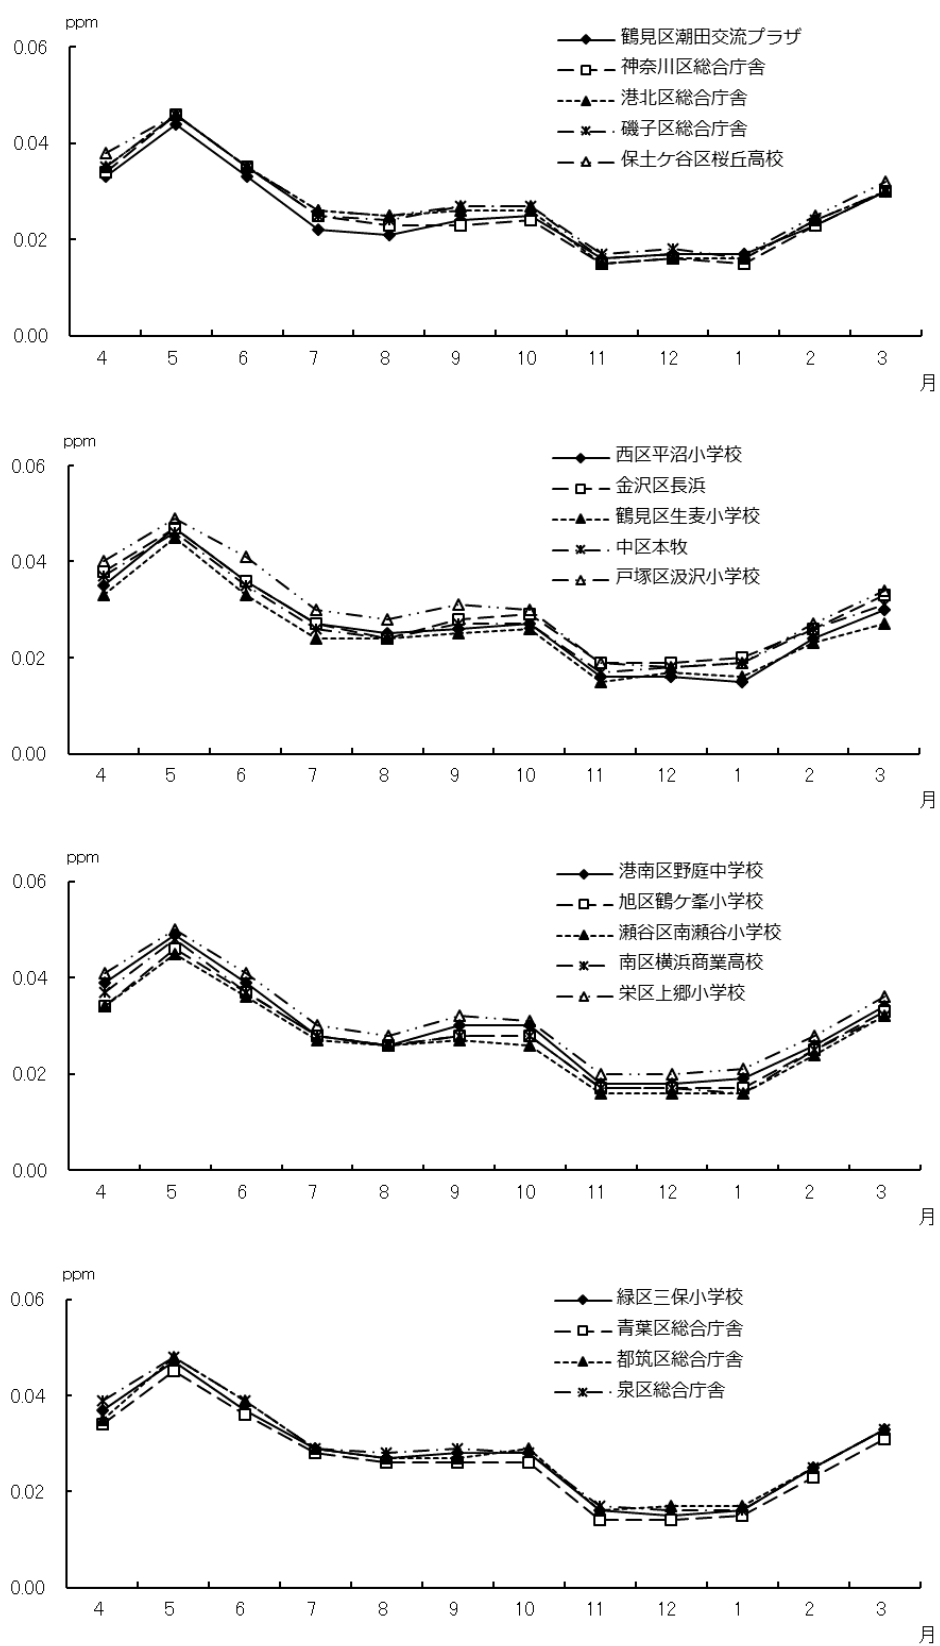 ppm
0.06
0.04
0.02
0.00
鶴見区潮田交流プラザ
神奈川区総合庁舎
港北区総合庁舎
磯子区総合庁舎
保土ケ谷区桜丘高校
4 5 6 7 8 9 10 11 12 1 2 3
月
ppm
0.06
0.04
0.02
0.00
西区平沼小学校
金沢区長浜
鶴見区生麦小学校
中区本牧
戸塚区汲沢小学校
4 5 6 7 8 9 10 11 12 1 2 3
月
ppm
0.06
0.04
0.02
0.00
港南区野庭中学校
旭区鶴ケ峯小学校
瀬谷区南瀬谷小学校
南区横浜商業高校
栄区上郷小学校
4 5 6 7 8 9 10 11 12 1 2 3
月
ppm
0.06
0.04
0.02
0.00
緑区三保小学校
青葉区総合庁舎
都筑区総合庁舎
泉区総合庁舎
4 5 6 7 8 9 10 11 12 1 2 3
月